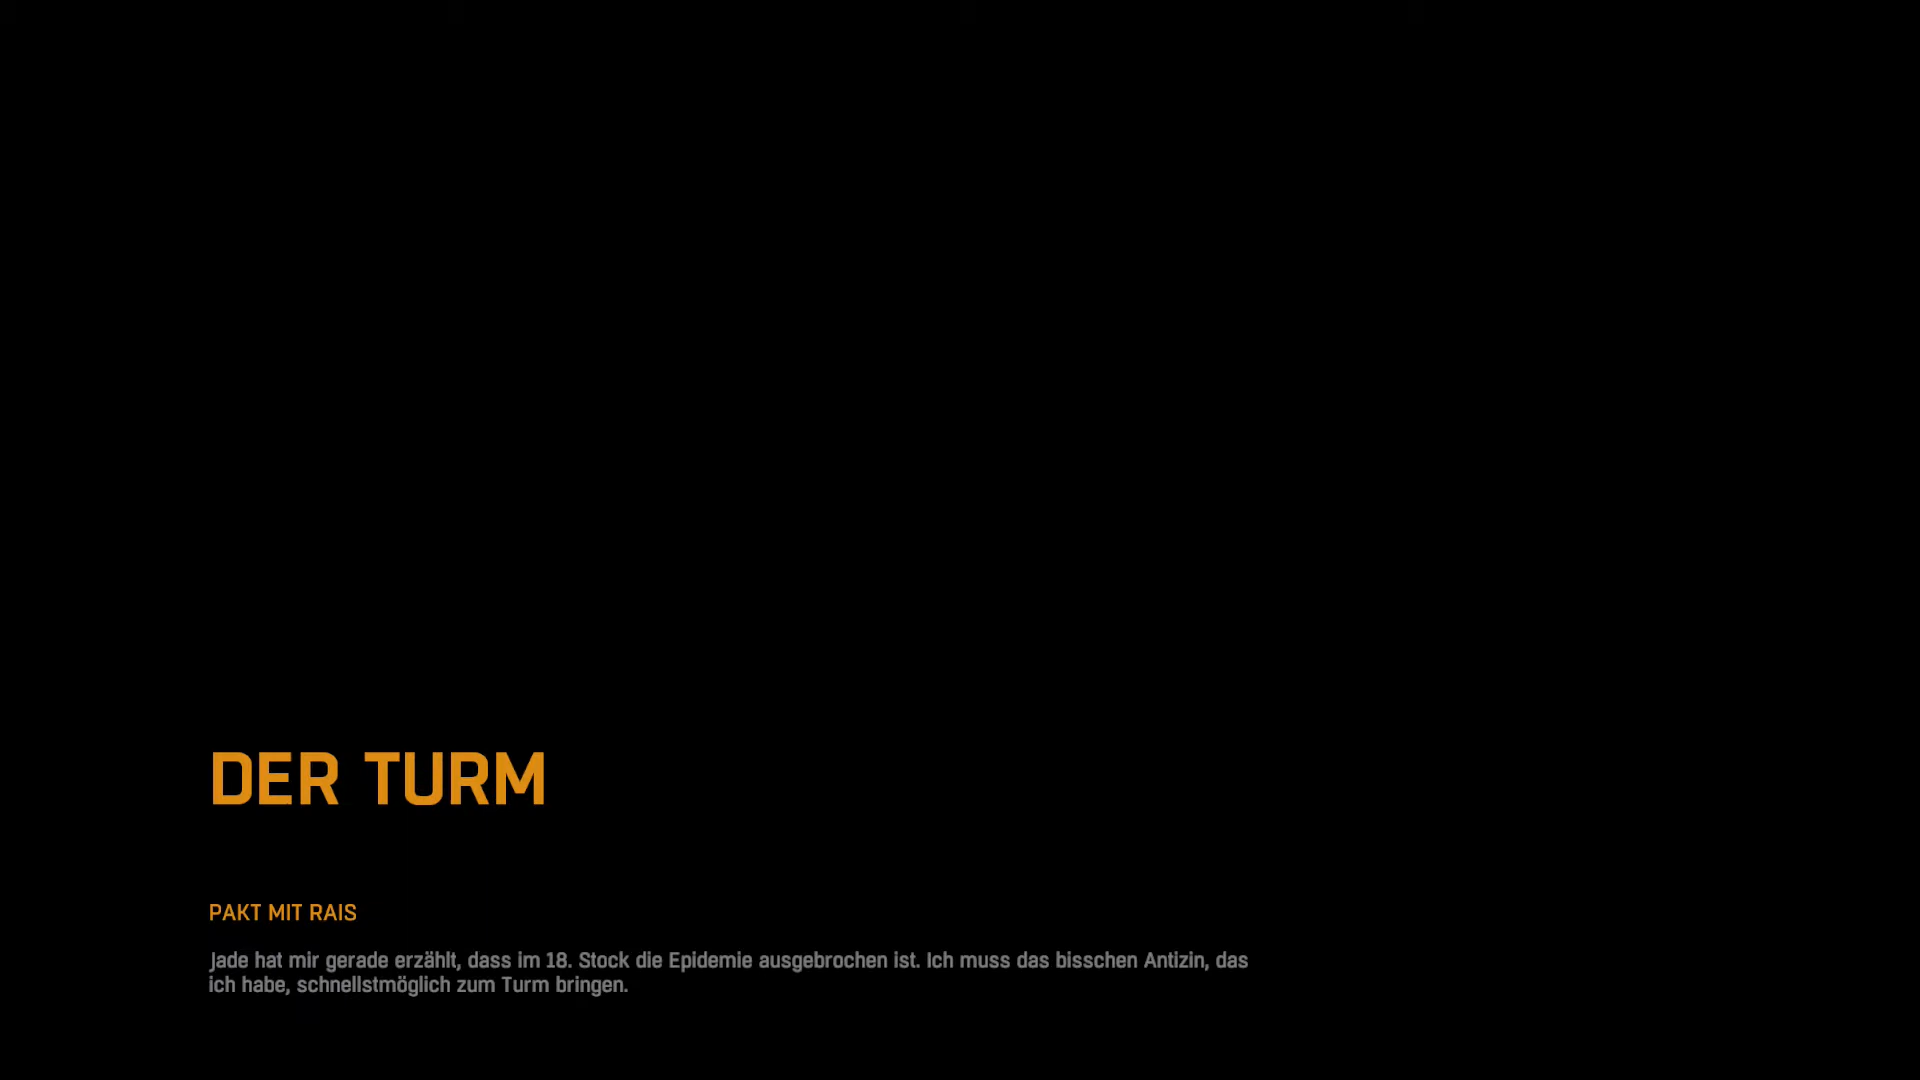 DER TURM
PAKT MIT RAIS
Jade hat mir gerade erzählt, dass im 18. Stock die Epidemie ausgebrochen ist. Ich muss das bisschen Antizin, das
ich habe, schnellstmöglich zum Turm bringen.